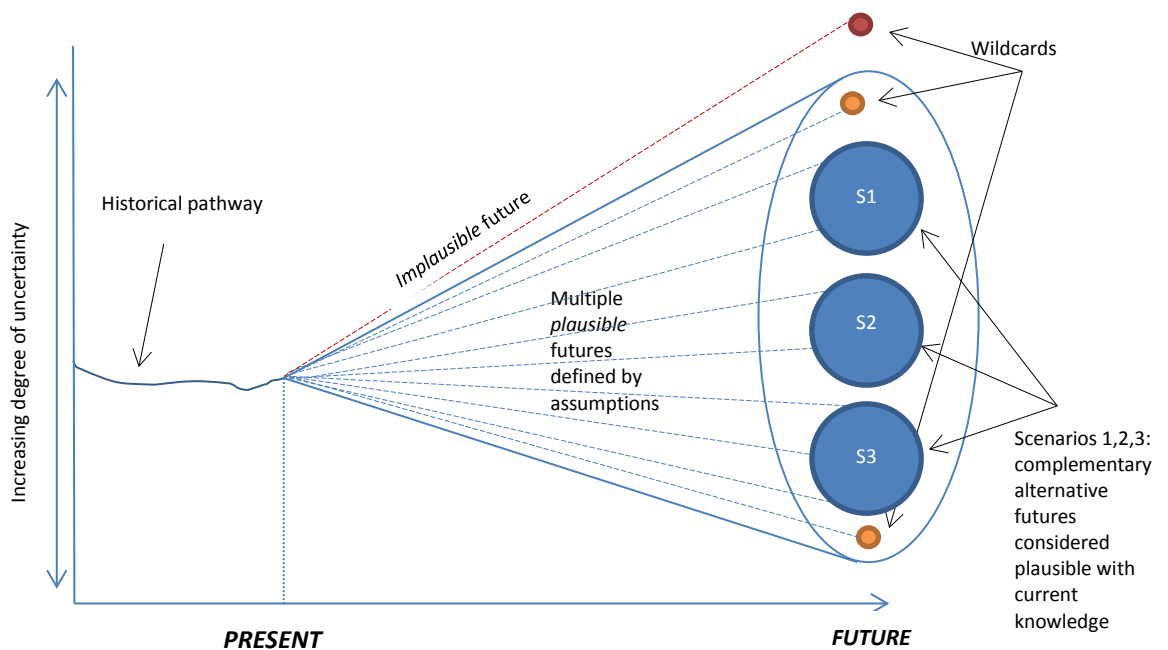 Wildcards
Increasing degree of uncertainty
Historical pathway
Implausible future
Multiple
plausible
futures
defined by
assumptions
S1
S2
S3
Scenarios 1,2,3:
complementary
alternative
futures
considered
plausible with
current
knowledge
PRESENT
FUTURE